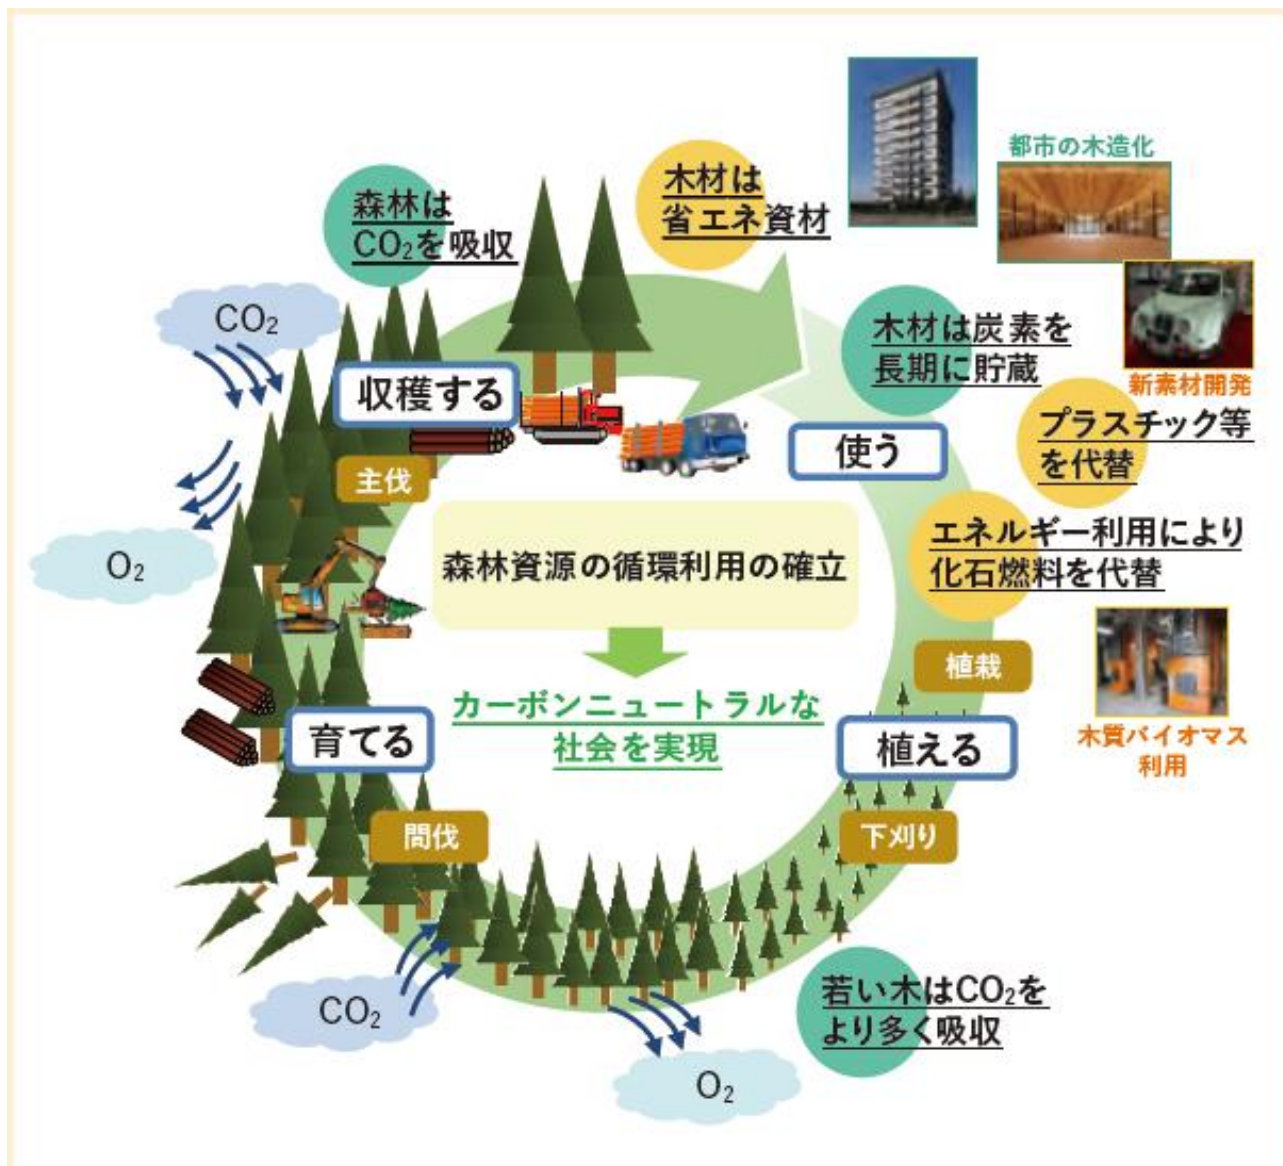 都市の木造化
木材は
省エネ資材
森林は
CO₂を吸収
CO₂
木材は炭素を
長期に貯蔵
新素材開発
収穫する
プラスチック等
を代替
使う
主伐
エネルギー利用により
化石燃料を代替
森林資源の循環利用の確立
O₂
植栽
カーボンニュートラルな
社会を実現
育てる
植える
木質バイオマス
利用
間伐
下刈り
若い木はCO₂を
より多く吸収
CO₂
O₂